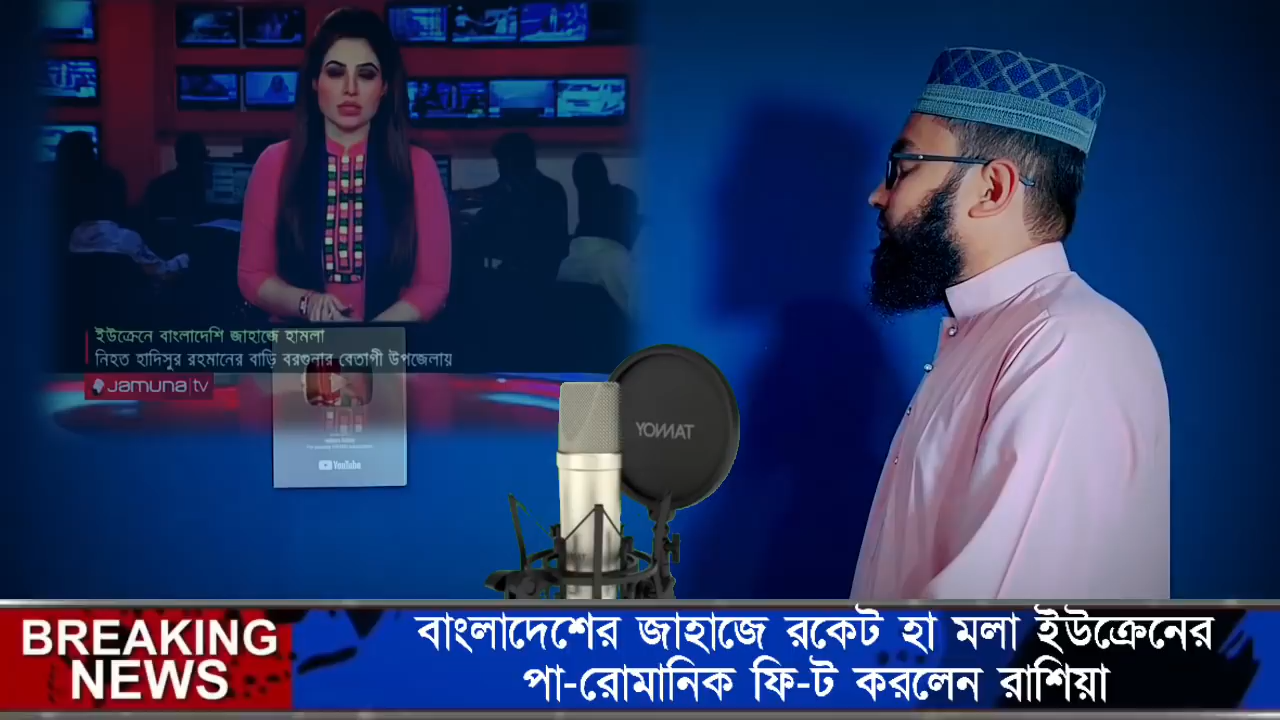 ইউক্রেনে বাংলাদেশি জাহাজে হামলা
নিহত হাদিসুর রহমানের বাড়ি বরগুনার বেতাগী উপজেলায়
Jamuna|tv
YouTube
YOMAT
BREAKING
NEWS
বাংলাদেশের জাহাজে রকেট হা মলা ইউক্রেনের
পা-রোমানিক ফি-ট করলেন রাশিয়া